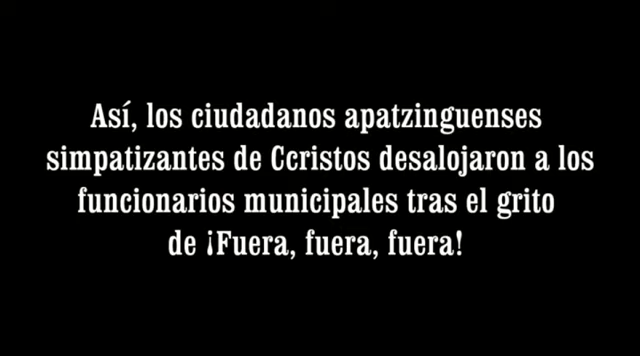 Así, los ciudadanos apatzinguenses
simpatizantes de Ccristos desalojaron a los
funcionarios municipales tras el grito
de ¡Fuera, fuera, fuera!